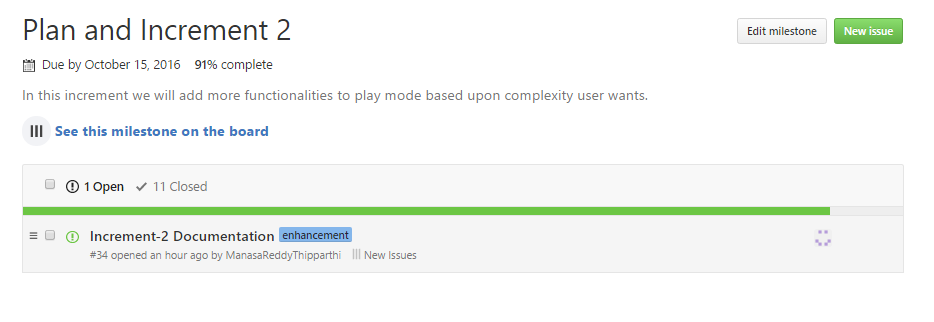 Plan and Increment 2
Edit milestone
New issue
Due by October 15, 2016 91% complete
In this increment we will add more functionalities to play mode based upon complexity user wants.
See this milestone on the board
1 Open 11 Closed
Increment-2 Documentation enhancement
#34 opened an hour ago by ManasaReddyThipparthi New Issues